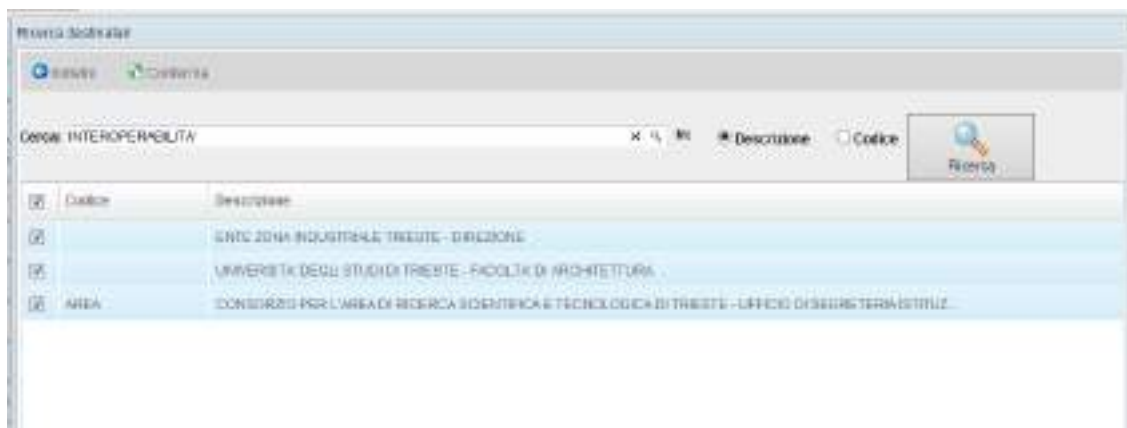 Ricerca destinatari
Indietro Conferma
Cerca: INTEROPERABILITA' Descrizione Codice
Ricerca
Codice Descrizione
ENTE ZONA INDUSTRIALE TRIESTE - DIREZIONE
UNIVERSITA' DEGLI STUDI DI TRIESTE - FACOLTA' DI ARCHITETTURA
AREA CONSORZIO PER L'AREA DI RICERCA SCIENTIFICA E TECNOLOGICA DI TRIESTE - UFFICIO DI SEGRETERIA ISTITUZ...